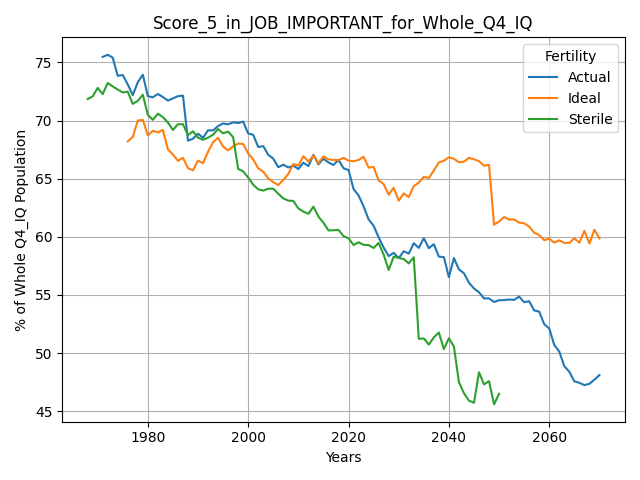 Score_5_in_JOB_IMPORTANT_for_Whole_Q4_IQ
Fertility
Actual
Ideal
Sterile
% of Whole Q4_IQ Population
75
70
65
60
55
50
45
1980
2000
2020
2040
2060
Years